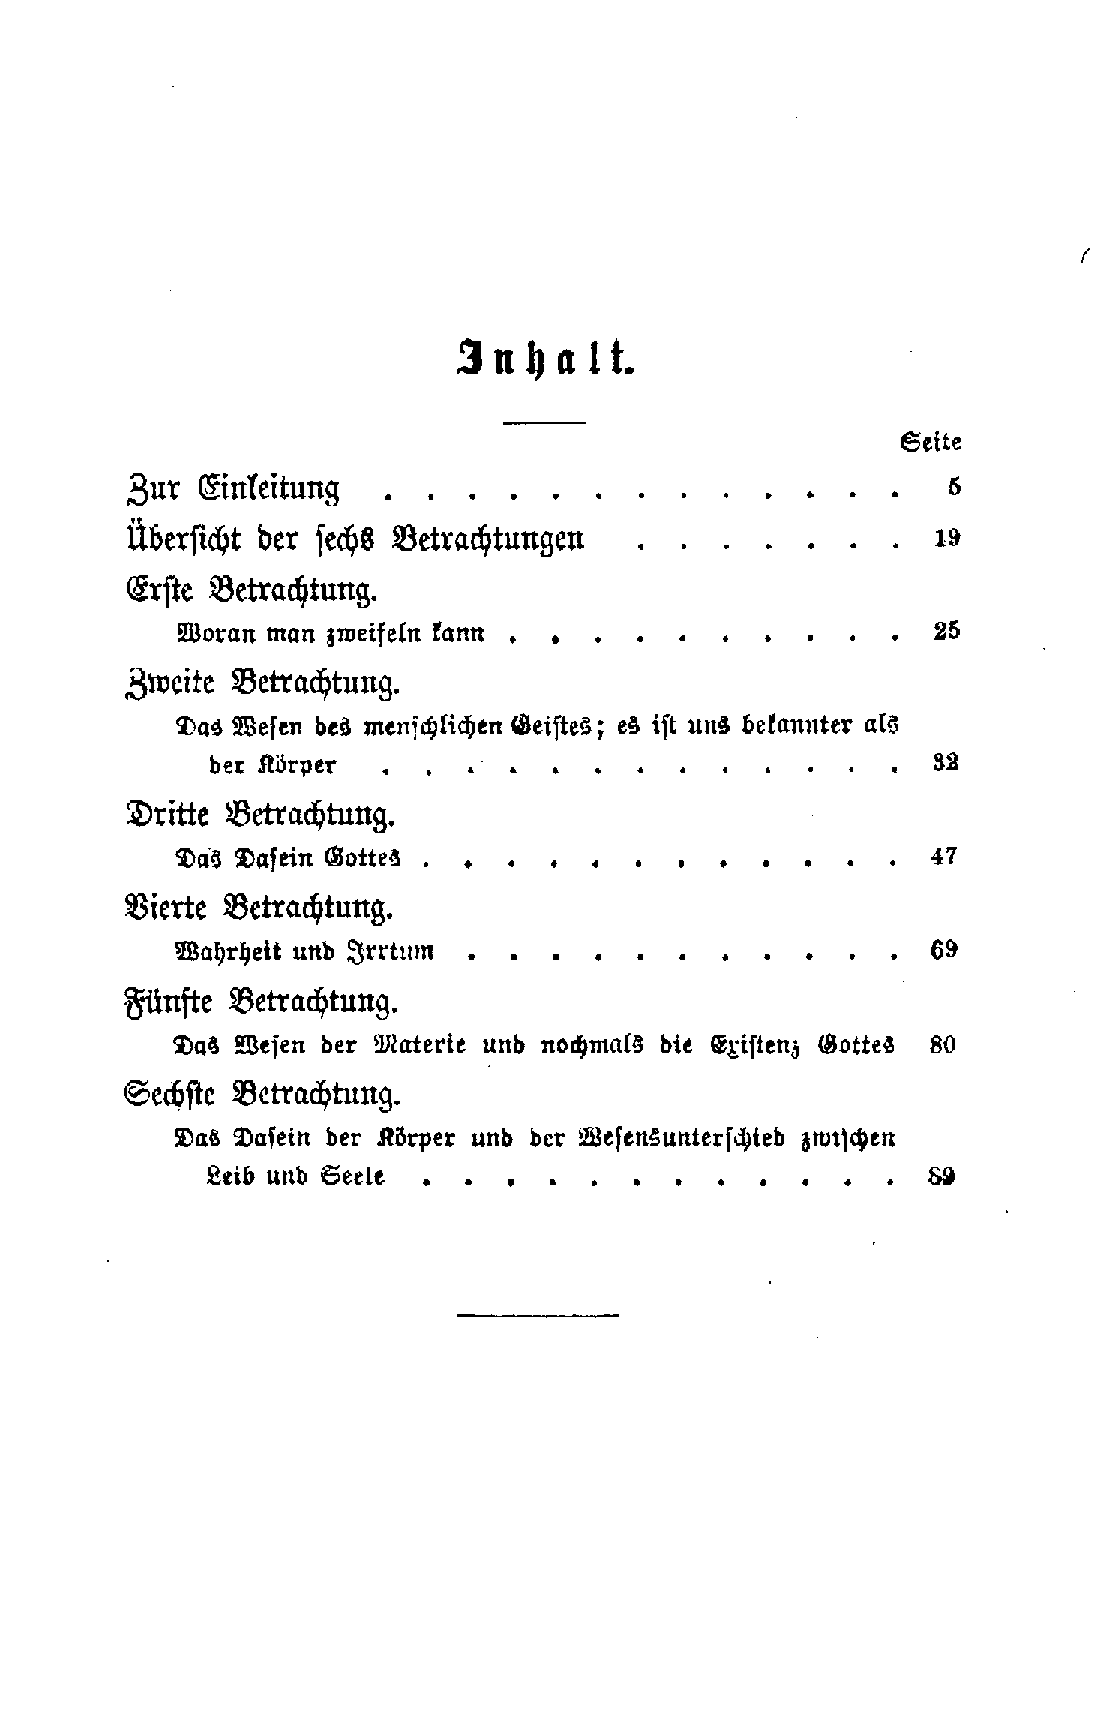 Inhalt.
Seite
Zur Einleitung . . . . . . . . . . . . . 5
Übersicht der sechs Betrachtungen . . . . . . . 19
Erste Betrachtung.
Woran man zweifeln kann . . . . . . . . . . 25
Zweite Betrachtung.
Das Wesen des menschlichen Geistes; es ist uns bekannter als
der Körper . . . . . . . . . . . . . 32
Dritte Betrachtung.
Das Dasein Gottes . . . . . . . . . . . . 47
Vierte Betrachtung.
Wahrheit und Irrtum . . . . . . . . . . . 69
Fünfte Betrachtung.
Das Wesen der Materie und nochmals die Existenz Gottes 80
Sechste Betrachtung.
Das Dasein der Körper und der Wesensunterschied zwischen
Leib und Seele . . . . . . . . . . . . 89